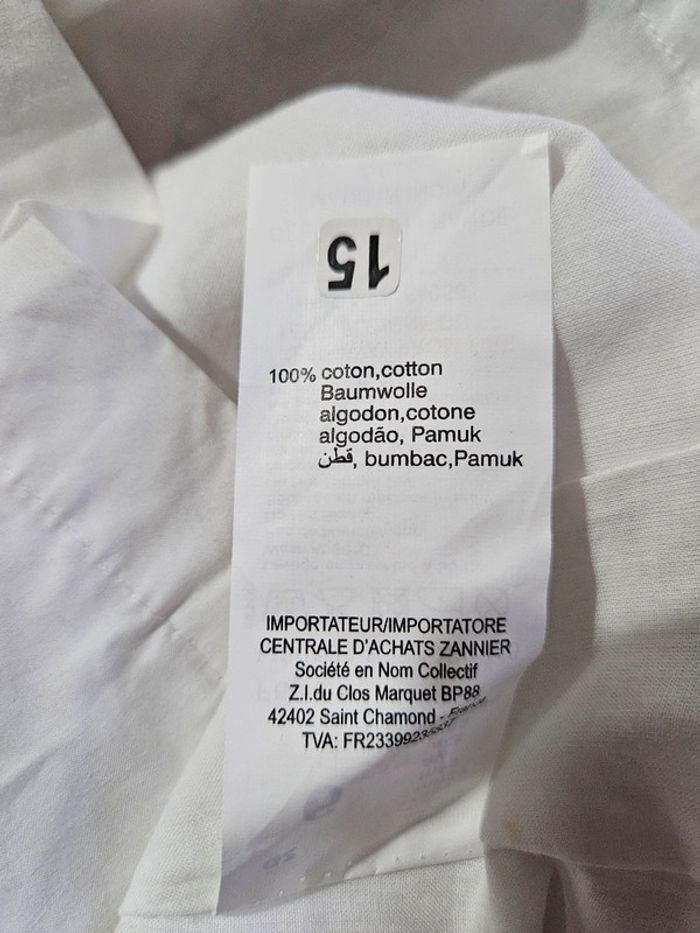 15
100% coton,cotton
Baumwolle
algodon,cotone
algodão, Pamuk
قطن, bumbac,Pamuk
IMPORTATEUR/IMPORTATORE
CENTRALE D'ACHATS ZANNIER
Société en Nom Collectif
Z.I.du Clos Marquet BP88
42402 Saint Chamond - France
TVA: